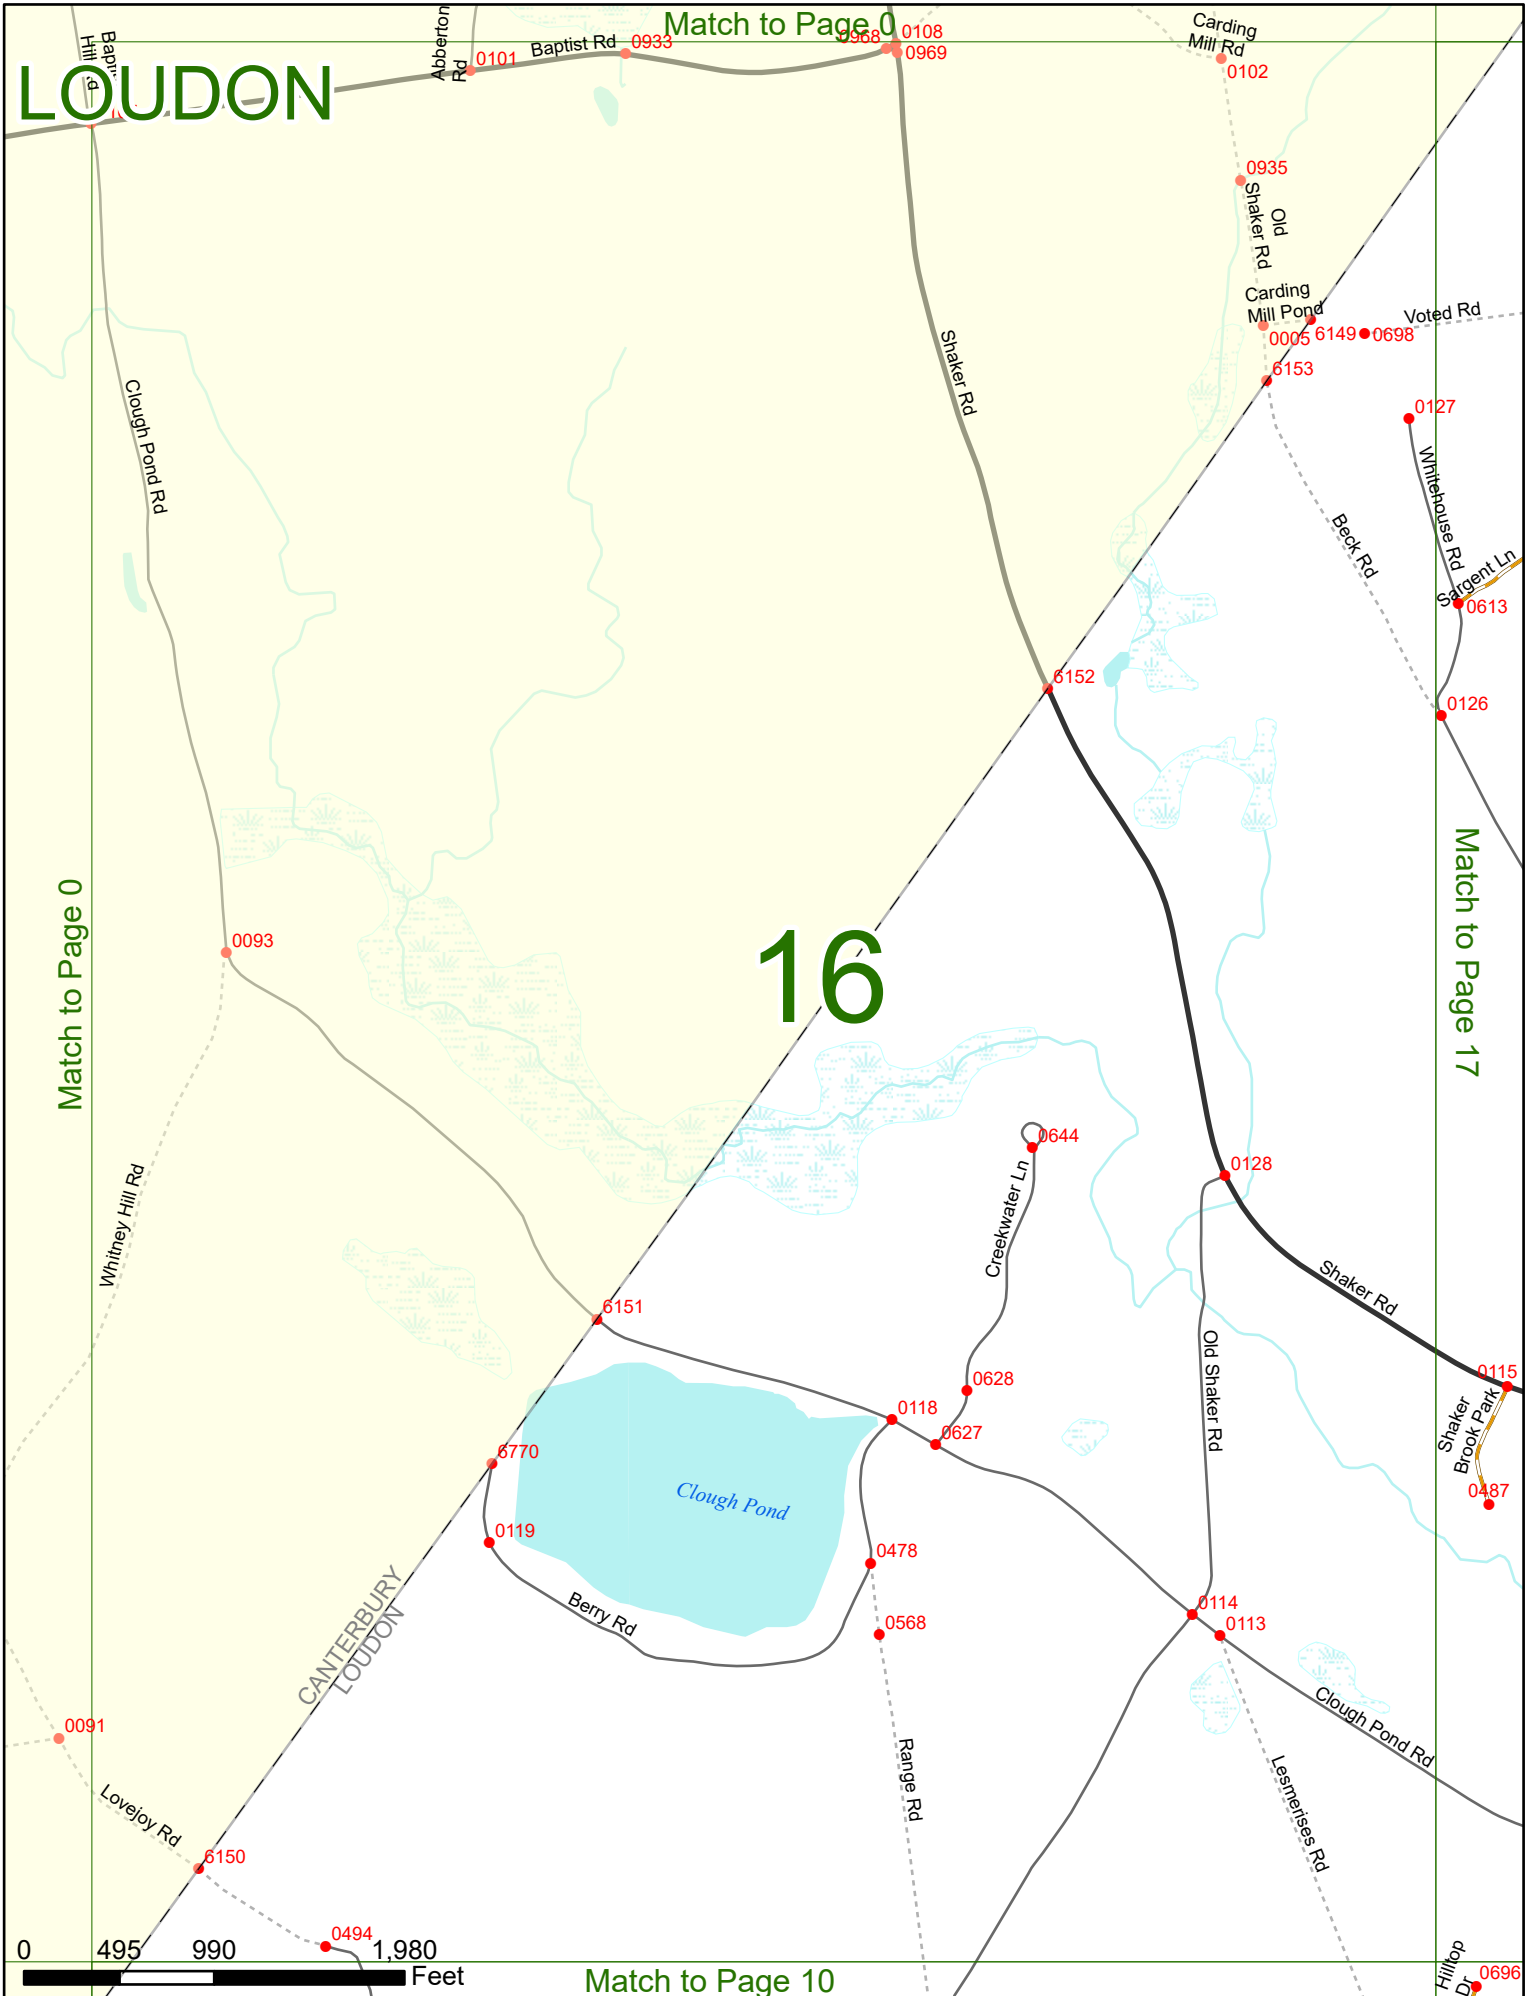 Match to Page 0
Hill Rd
Abberton
Rd
0101
Baptist Rd
0933
0968
0108
0969
Carding
Mill Rd
0102
LOUDON
0935
Old
Shaker Rd
Carding
Mill Pond
0005
6149
0698
Voted Rd
6153
Shaker Rd
Clough Pond Rd
0127
Whitehouse Rd
Beck Rd
Sargent Ln
0613
6152
0126
Match to Page 17
Match to Page 0
0093
16
0644
Creekwater Ln
0128
Whitney Hill Rd
Shaker Rd
6151
Old Shaker Rd
0628
0118
0627
0115
Shaker
Brook Park
0487
6770
Clough Pond
0119
0478
Berry Rd
0568
0114
0113
CANTERBURY
LOUDON
Clough Pond Rd
0091
Range Rd
Lesmerises Rd
Lovejoy Rd
6150
0494
0 495 990 1,980
Feet
Match to Page 10
Hilltop
Dr
0696